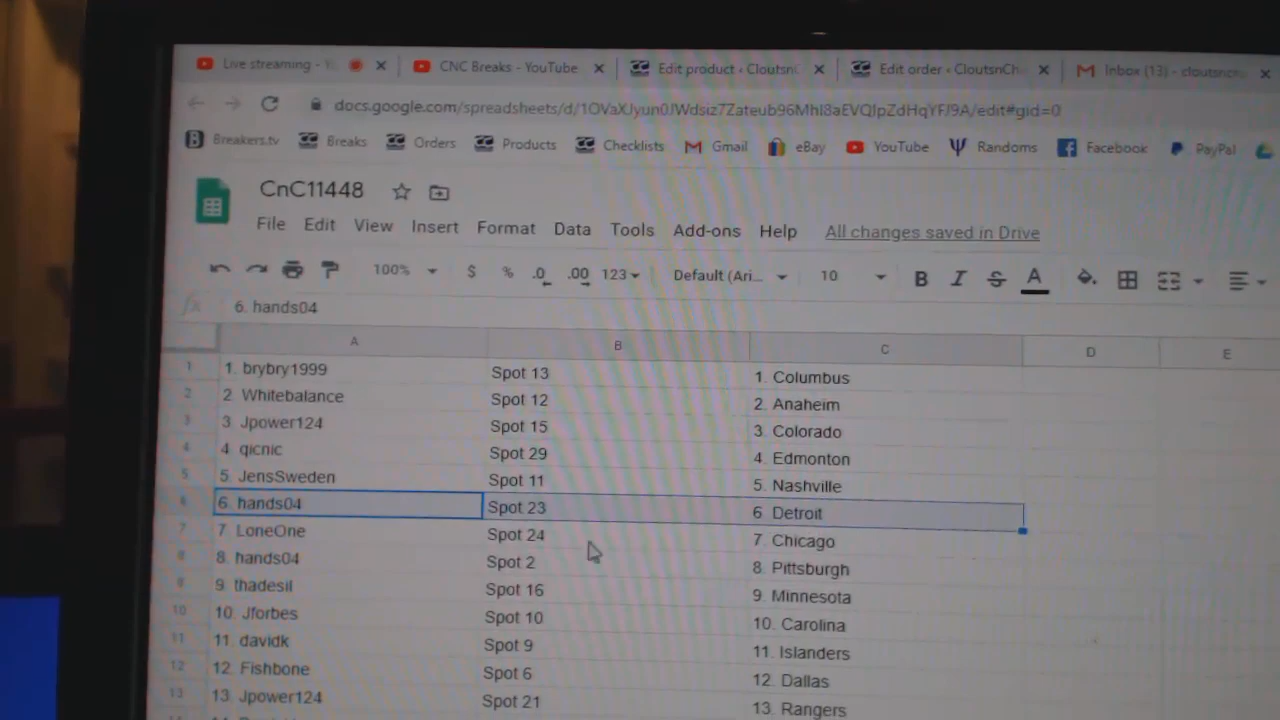 Live streaming -
CNC Breaks - YouTube
Edit product ‹ CloutsnC
Edit order ‹ CloutsnCh
Inbox (13) - cloutsnc
docs.google.com/spreadsheets/d/
/edit#gid=0
Breakers.tv Breaks Orders Products Checklists Gmail eBay YouTube Randoms Facebook PayPal
CnC11448
File Edit View Insert Format Data Tools Add-ons Help All changes saved in Drive
100% $ % .0 .00 123 Default (Ari... 10 B I S A
fx 6. hands04
A B C D E
1 1. brybry1999 Spot 13 1. Columbus
2 2 Whitebalance Spot 12 2. Anaheim
3 3. Jpower124 Spot 15 3 Colorado
4 4 qicnic Spot 29 4. Edmonton
5 5. JensSweden Spot 11 5. Nashville
6 6. hands04 Spot 23 6 Detroit
7 7 LoneOne Spot 24 7. Chicago
8 8. hands04 Spot 2 8. Pittsburgh
9 9 thadesil Spot 16 9. Minnesota
10 10. Jforbes Spot 10 10. Carolina
11 11. davidk Spot 9 11. Islanders
12 12. Fishbone Spot 6 12. Dallas
13 13. Jpower124 Spot 21 13. Rangers